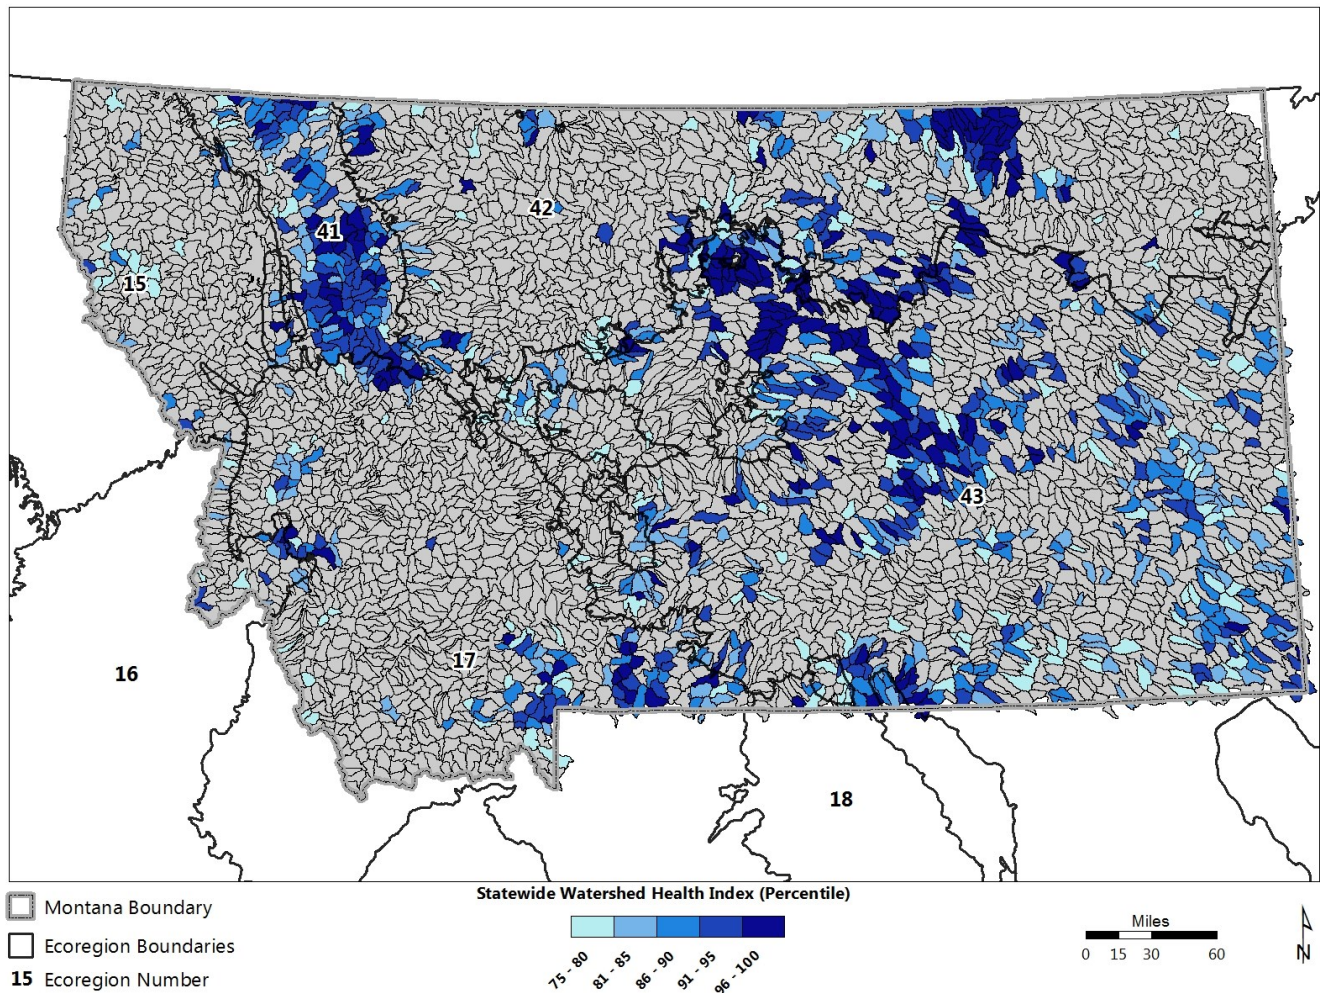 42
41
15
43
17
16
18
Statewide Watershed Health Index (Percentile)
Montana Boundary
Ecoregion Boundaries
15 Ecoregion Number
75 - 80
81 - 85
86 - 90
91 - 95
96 - 100
Miles
0 15 30 60
N